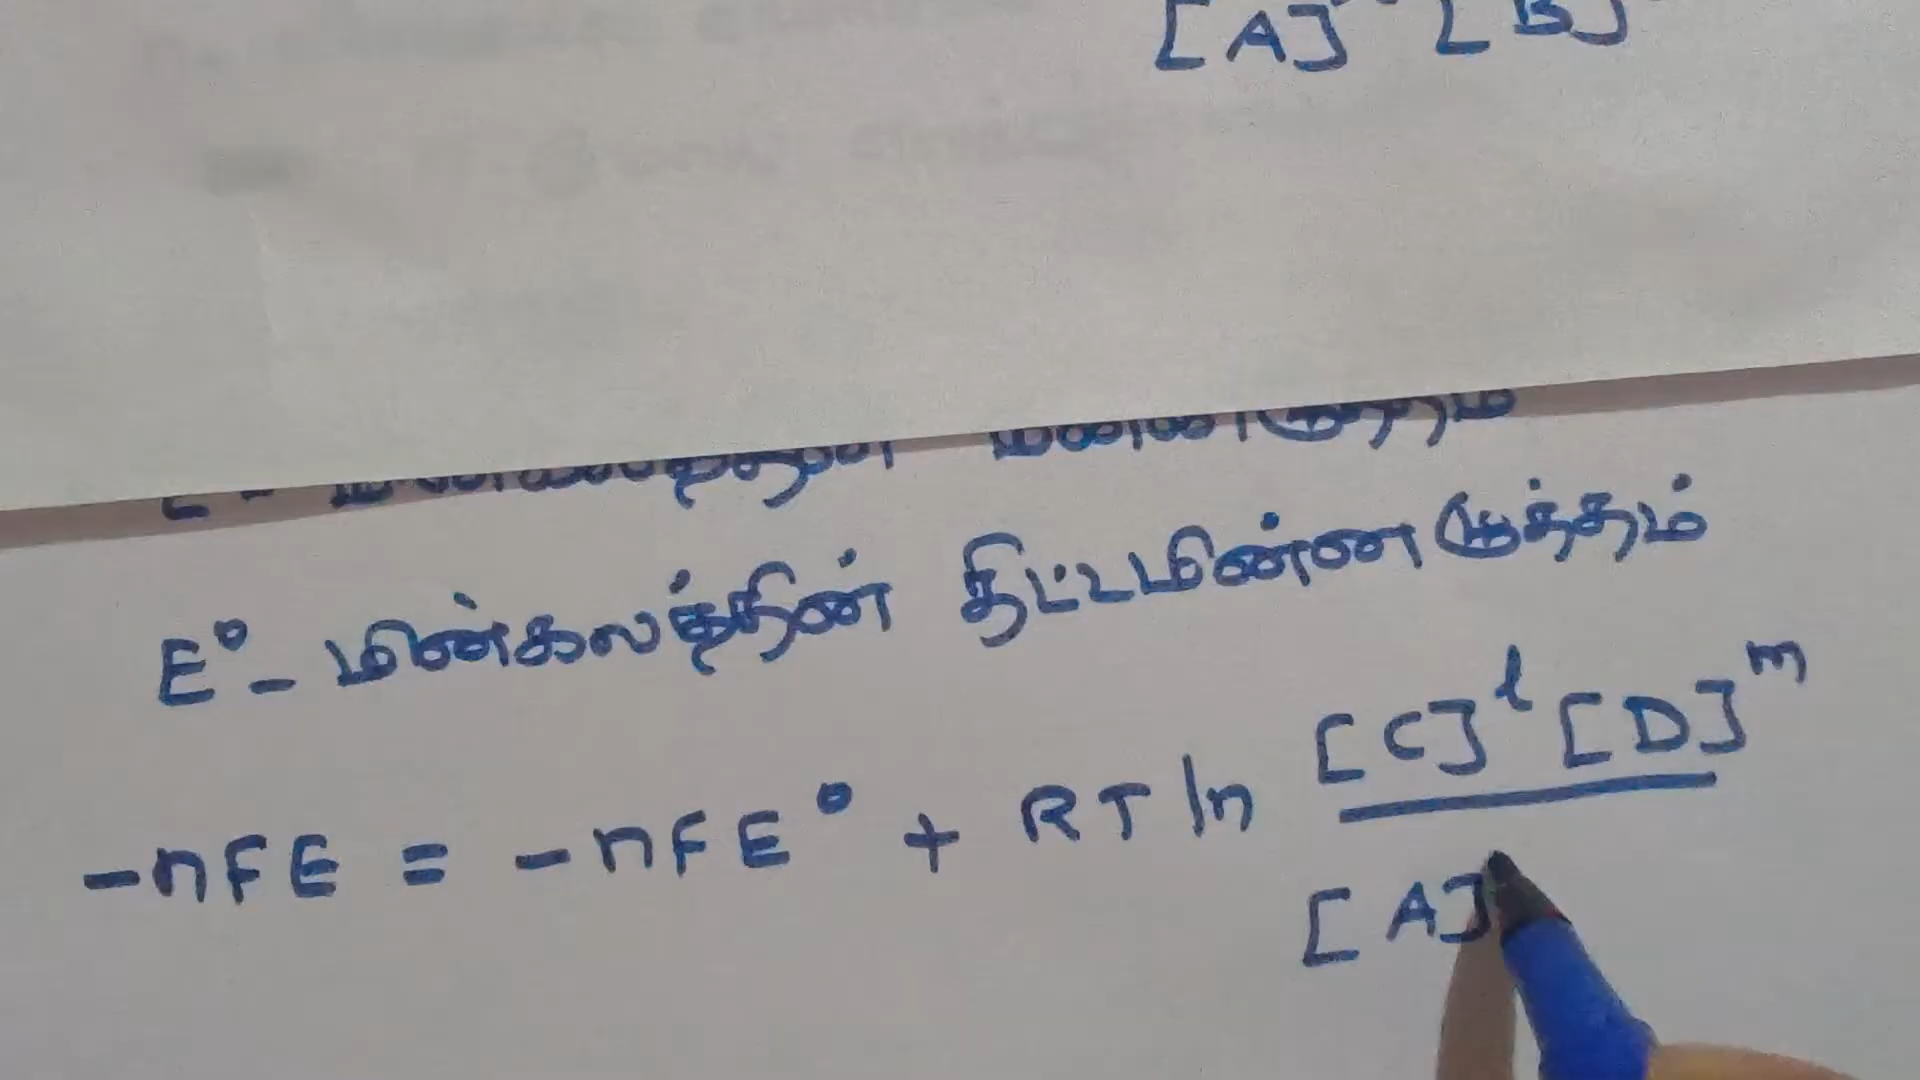 [A] [B]
E° - மின்கலத்தின் திட்டமின்னழுத்தம்
[C]^l [D]^m
-nFE = -nFE° + RT ln
[A]